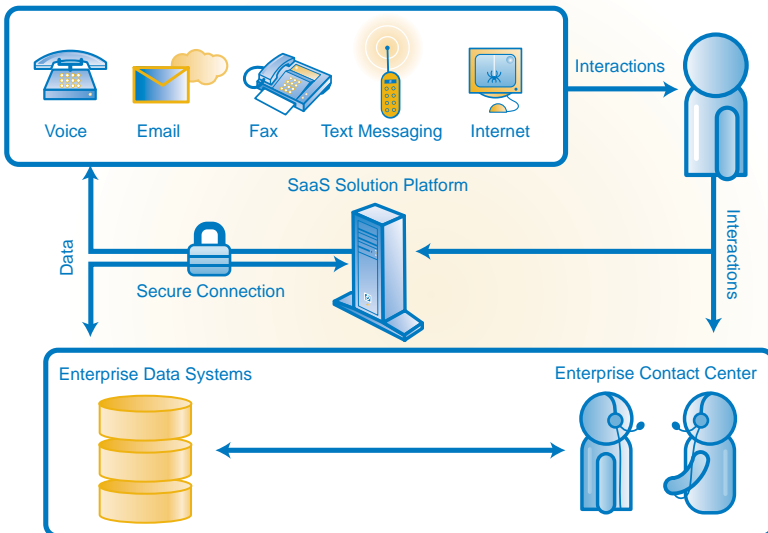 Interactions
Voice
Email
Fax
Text Messaging
Internet
SaaS Solution Platform
Data
Interactions
Secure Connection
Enterprise Data Systems
Enterprise Contact Center